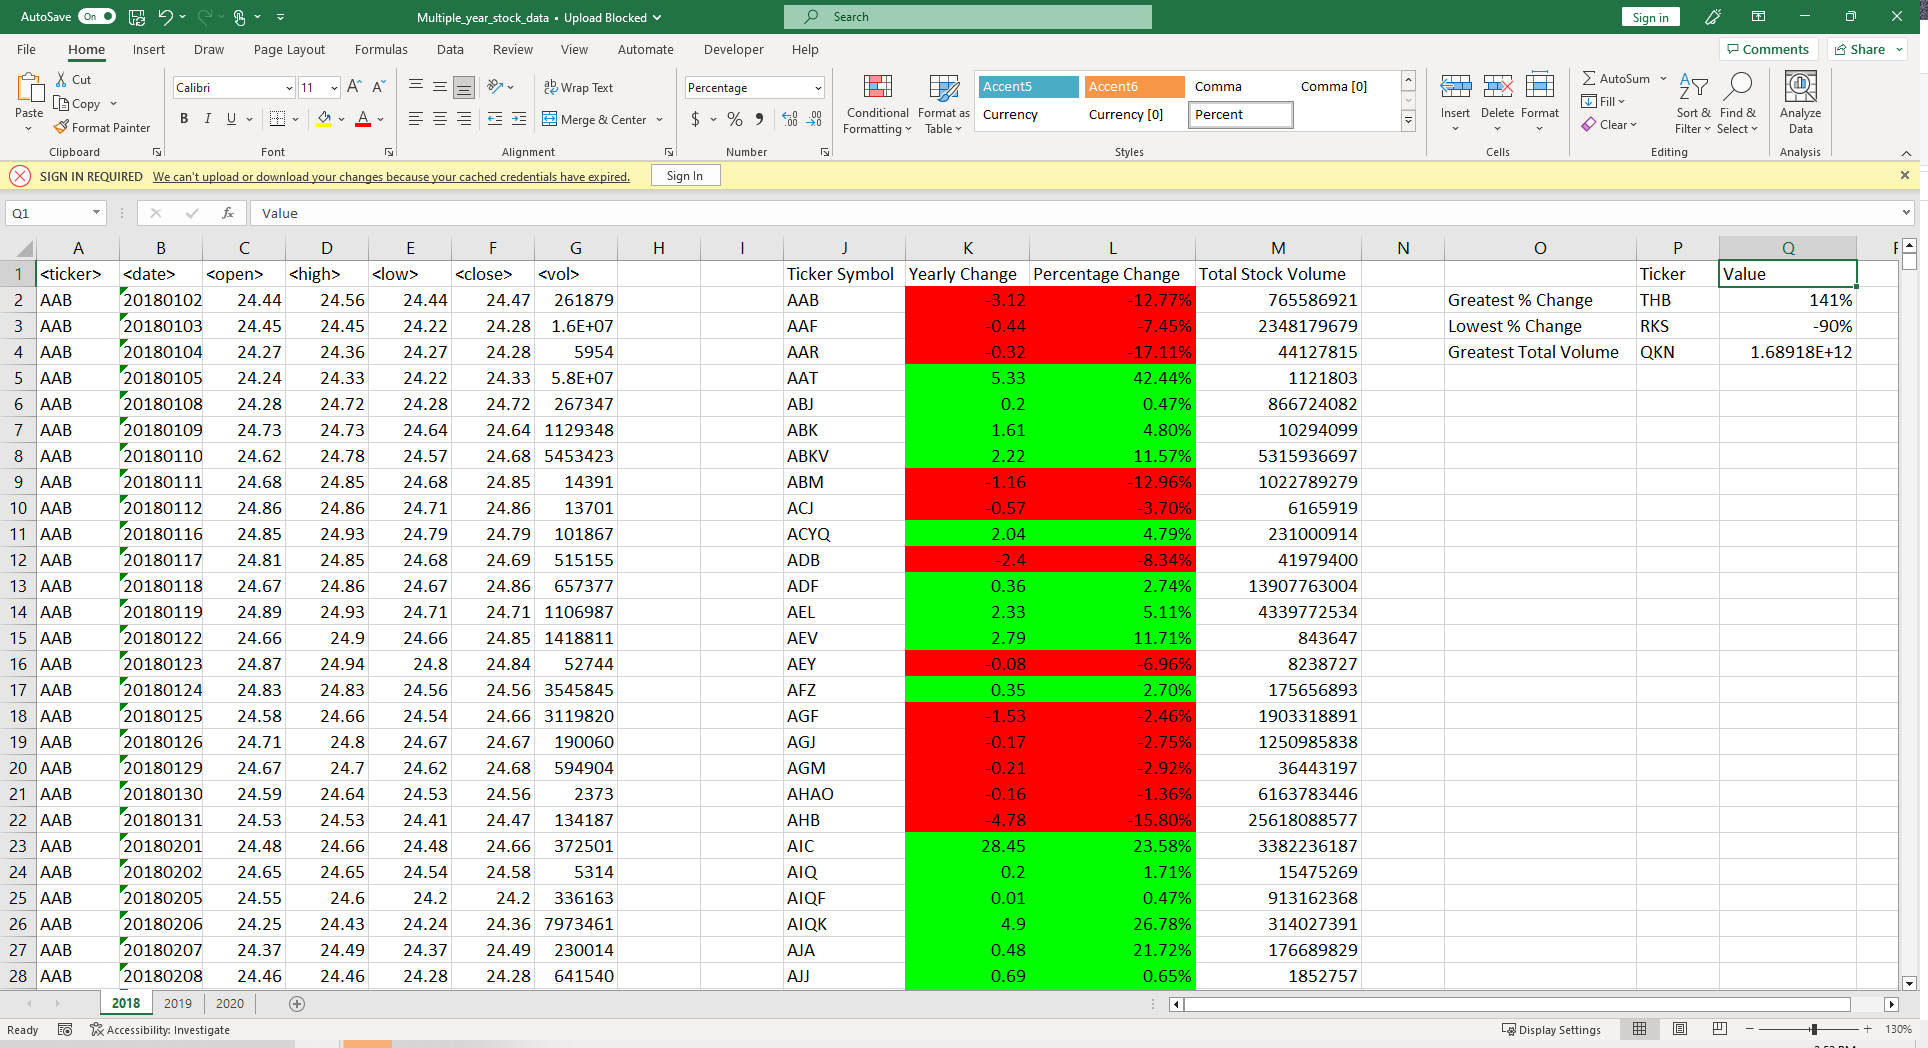 AutoSave On Multiple_year_stock_data • Upload Blocked Search Sign in
File Home Insert Draw Page Layout Formulas Data Review View Automate Developer Help Comments Share
Cut
Copy
Format Painter
Paste
Clipboard
Calibri 11 A A
B I U A
Font
ab Wrap Text
Merge & Center
Alignment
Percentage
$ % 9
Number
Conditional Formatting
Format as Table
Accent5 Accent6 Comma Comma [0]
Currency Currency [0] Percent
Styles
Insert Delete Format
Cells
AutoSum
Fill
Clear
Sort & Filter
Find & Select
Editing
Analyze Data
Analysis
SIGN IN REQUIRED We can't upload or download your changes because your cached credentials have expired. Sign In
Q1 fx Value
A B C D E F G H I J K L M N O P Q
1 <ticker> <date> <open> <high> <low> <close> <vol> Ticker Symbol Yearly Change Percentage Change Total Stock Volume Ticker Value
2 AAB 20180102 24.44 24.56 24.44 24.47 261879 AAB -3.12 -12.77% 765586921 Greatest % Change THB 141%
3 AAB 20180103 24.45 24.45 24.22 24.28 1.6E+07 AAF -0.44 -7.45% 2348179679 Lowest % Change RKS -90%
4 AAB 20180104 24.27 24.36 24.27 24.28 5954 AAR -0.32 -17.11% 44127815 Greatest Total Volume QKN 1.68918E+12
5 AAB 20180105 24.24 24.33 24.22 24.33 5.8E+07 AAT 5.33 42.44% 1121803
6 AAB 20180108 24.28 24.72 24.28 24.72 267347 ABJ 0.2 0.47% 866724082
7 AAB 20180109 24.73 24.73 24.64 24.64 1129348 ABK 1.61 4.80% 10294099
8 AAB 20180110 24.62 24.78 24.57 24.68 5453423 ABKV 2.22 11.57% 5315936697
9 AAB 20180111 24.68 24.85 24.68 24.85 14391 ABM -1.16 -12.96% 1022789279
10 AAB 20180112 24.86 24.86 24.71 24.86 13701 ACJ -0.57 -3.70% 6165919
11 AAB 20180116 24.85 24.93 24.79 24.79 101867 ACYQ 2.04 4.79% 231000914
12 AAB 20180117 24.81 24.85 24.68 24.69 515155 ADB -2.4 -8.34% 41979400
13 AAB 20180118 24.67 24.86 24.67 24.86 657377 ADF 0.36 2.74% 13907763004
14 AAB 20180119 24.89 24.93 24.71 24.71 1106987 AEL 2.33 5.11% 4339772534
15 AAB 20180122 24.66 24.9 24.66 24.85 1418811 AEV 2.79 11.71% 843647
16 AAB 20180123 24.87 24.94 24.8 24.84 52744 AEY -0.08 -6.96% 8238727
17 AAB 20180124 24.83 24.83 24.56 24.56 3545845 AFZ 0.35 2.70% 175656893
18 AAB 20180125 24.58 24.66 24.54 24.66 3119820 AGF -1.53 -2.46% 1903318891
19 AAB 20180126 24.71 24.8 24.67 24.67 190060 AGJ -0.17 -2.75% 1250985838
20 AAB 20180129 24.67 24.7 24.62 24.68 594904 AGM -0.21 -2.92% 36443197
21 AAB 20180130 24.59 24.64 24.53 24.56 2373 AHAO -0.16 -1.36% 6163783446
22 AAB 20180131 24.53 24.53 24.41 24.47 134187 AHB -4.78 -15.80% 25618088577
23 AAB 20180201 24.48 24.66 24.48 24.66 372501 AIC 28.45 23.58% 3382236187
24 AAB 20180202 24.65 24.65 24.54 24.58 5314 AIQ 0.2 1.71% 15475269
25 AAB 20180205 24.55 24.6 24.2 24.2 336163 AIQF 0.01 0.47% 913162368
26 AAB 20180206 24.25 24.43 24.24 24.36 7973461 AIQK 4.9 26.78% 314027391
27 AAB 20180207 24.37 24.49 24.37 24.49 230014 AJA 0.48 21.72% 176689829
28 AAB 20180208 24.46 24.46 24.28 24.28 641540 AJJ 0.69 0.65% 1852757
2018 2019 2020
Ready Accessibility: Investigate Display Settings 130%